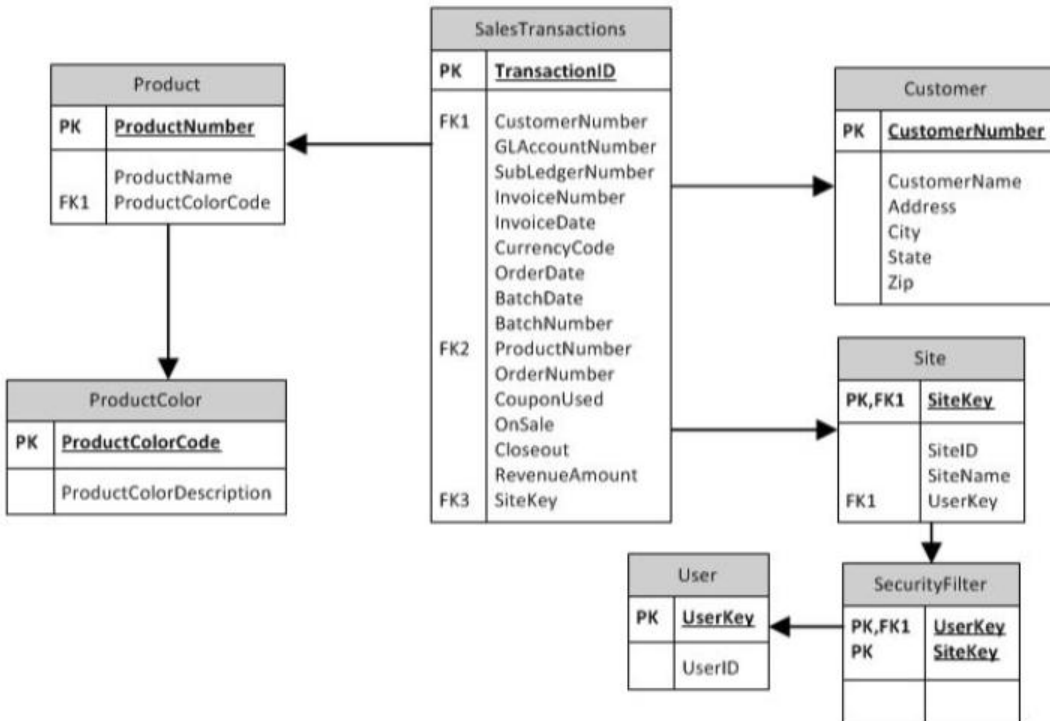 SalesTransactions
PK TransactionID
FK1 CustomerNumber
GLAccountNumber
SubLedgerNumber
InvoiceNumber
InvoiceDate
CurrencyCode
OrderDate
BatchDate
BatchNumber
FK2 ProductNumber
OrderNumber
CouponUsed
OnSale
Closeout
RevenueAmount
FK3 SiteKey
Product
PK ProductNumber
ProductName
FK1 ProductColorCode
ProductColor
PK ProductColorCode
ProductColorDescription
Customer
PK CustomerNumber
CustomerName
Address
City
State
Zip
Site
PK,FK1 SiteKey
SiteID
SiteName
FK1 UserKey
User
PK UserKey
UserID
SecurityFilter
PK,FK1 UserKey
PK SiteKey